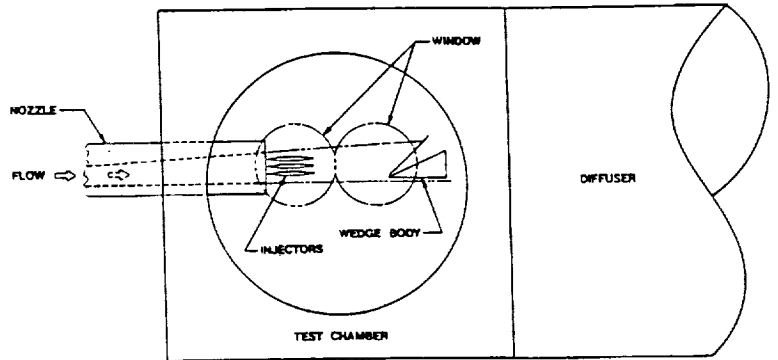 WINDOW
NOZZLE
FLOW
DIFFUSER
WEDGE BODY
INJECTORS
TEST CHAMBER